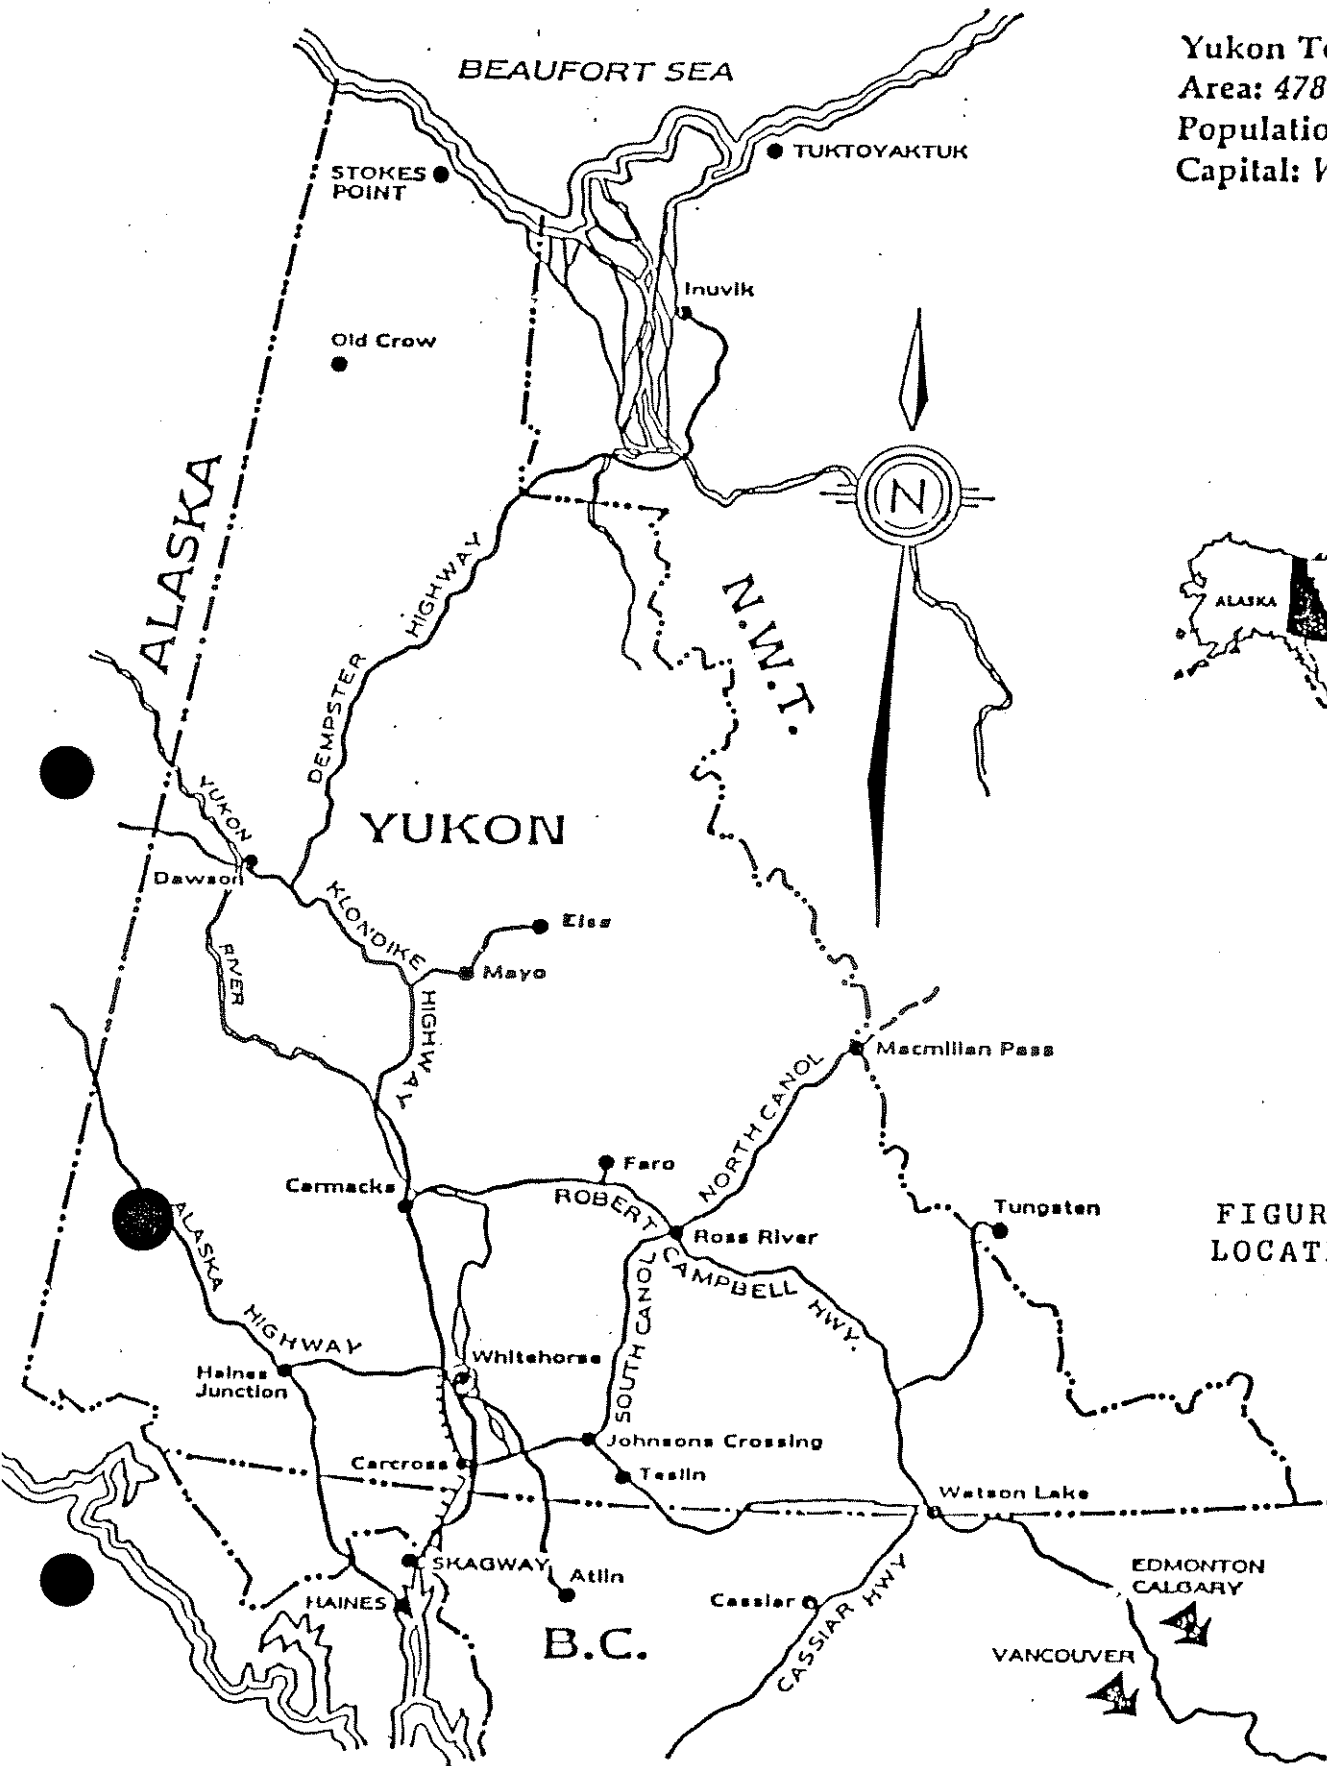 BEAUFORT SEA
Yukon Te
Area: 478
Populatio
Capital:
TUKTOYAKTUK
STOKES
POINT
Inuvik
Old Crow
ALASKA
N
HIGHWAY
DEMPSTER
N.W.T.
ALASKA
YUKON
YUKON
Dawson
KLONDIKE
Elsa
Mayo
RIVER
HIGHWAY
Macmillan Pass
NORTH CANOL
Faro
Carmacks
ROBERT
Ross River
Tungsten
FIGUR
LOCATI
ALASKA
CAMPBELL
HWY.
SOUTH CANOL
HIGHWAY
Whitehorse
Haines
Junction
Johnsons Crossing
Carcross
Teslin
Watson Lake
SKAGWAY
Atlin
EDMONTON
CALGARY
HAINES
Cassiar
CASSIAR HWY
B.C.
VANCOUVER